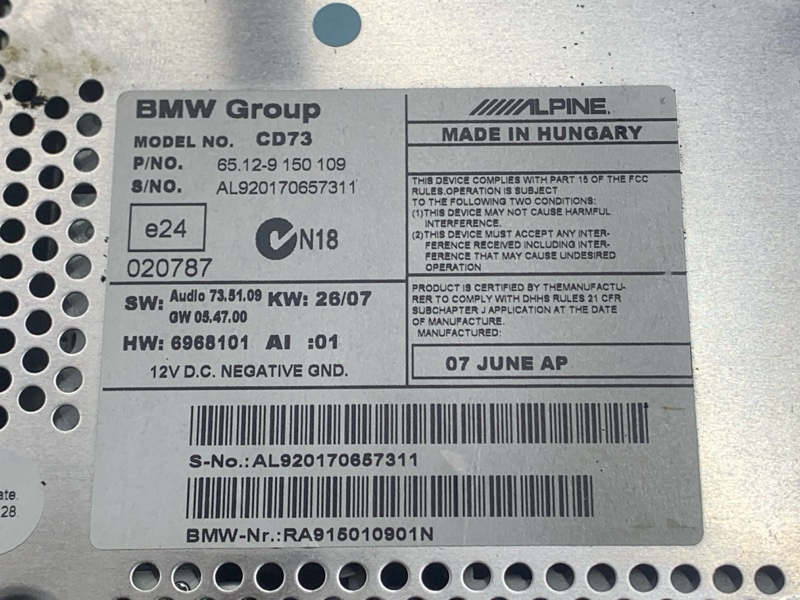 BMW Group
MODEL NO. CD73
P/NO. 65.12-9 150 109
S/NO. AL920170657311
e24
N18
020787
SW: Audio 73.51.09 KW: 26/07
GW 05.47.00
HW: 6968101 AI :01
12V D.C. NEGATIVE GND.
ALPINE
MADE IN HUNGARY
THIS DEVICE COMPLIES WITH PART 15 OF THE FCC
RULES.OPERATION IS SUBJECT
TO THE FOLLOWING TWO CONDITIONS:
(1)THIS DEVICE MAY NOT CAUSE HARMFUL
INTERFERENCE.
(2)THIS DEVICE MUST ACCEPT ANY INTER-
FERENCE RECEIVED INCLUDING INTER-
FERENCE THAT MAY CAUSE UNDESIRED
OPERATION
PRODUCT IS CERTIFIED BY THEMANUFACTU-
RER TO COMPLY WITH DHHS RULES 21 CFR
SUBCHAPTER J APPLICATION AT THE DATE
OF MANUFACTURE.
MANUFACTURED:
07 JUNE AP
S-No.:AL920170657311
BMW-Nr.:RA915010901N
28.